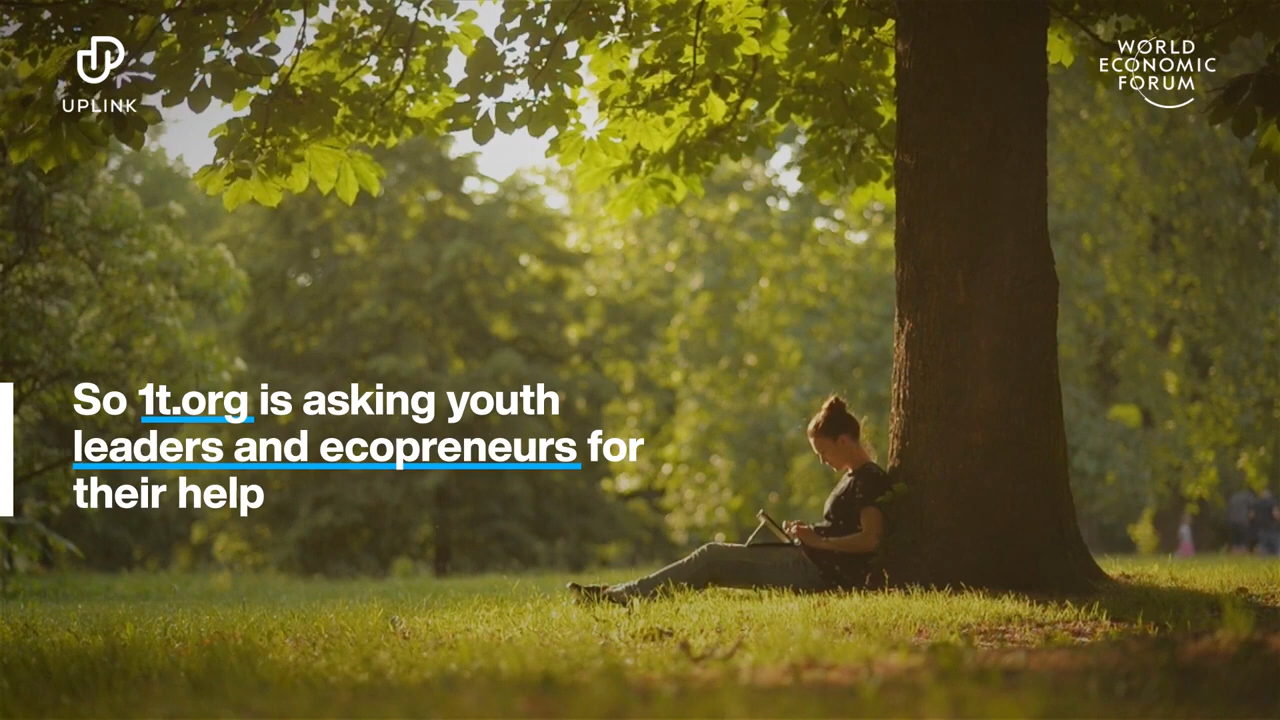 UPLINK
WORLD
ECONOMIC
FORUM
So 1t.org is asking youth
leaders and ecopreneurs for
their help